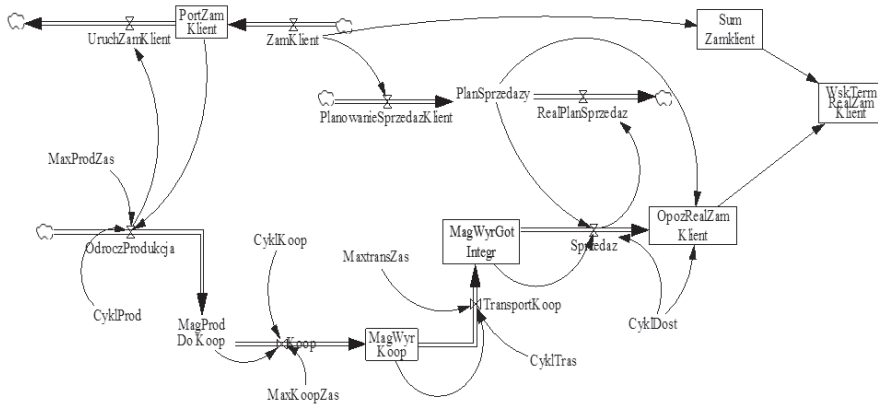 PortZam
Klient
UruchZamKlient
ZamKlient
Sum
Zamklient
PlanSprzedazy
WskTerm
RealZam
Klient
PlanowanieSprzedazKlient
RealPlanSprzedaz
MaxProdZas
OpozRealZam
Klient
MagWyrGot
Integr
OdroczProdukcja
CyklKoop
Sprzedaz
MaxtransZas
CyklProd
TransportKoop
CyklDost
MagProd
DoKoop
Koop
MagWyr
Koop
CyklTras
MaxKoopZas